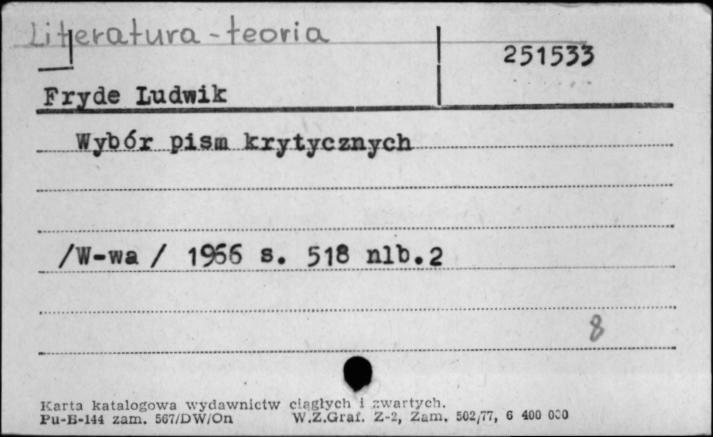 Literatura - teoria
251533
Fryde Ludwik
Wybór pism krytycznych
/W-wa / 1966 s. 518 nlb.2
8
Karta katalogowa wydawnictw ciągłych i zwartych.
Pu-B-144 zam. 567/DW/On W.Z.Graf. Z-2, Zam. 502/77, 6 400 000